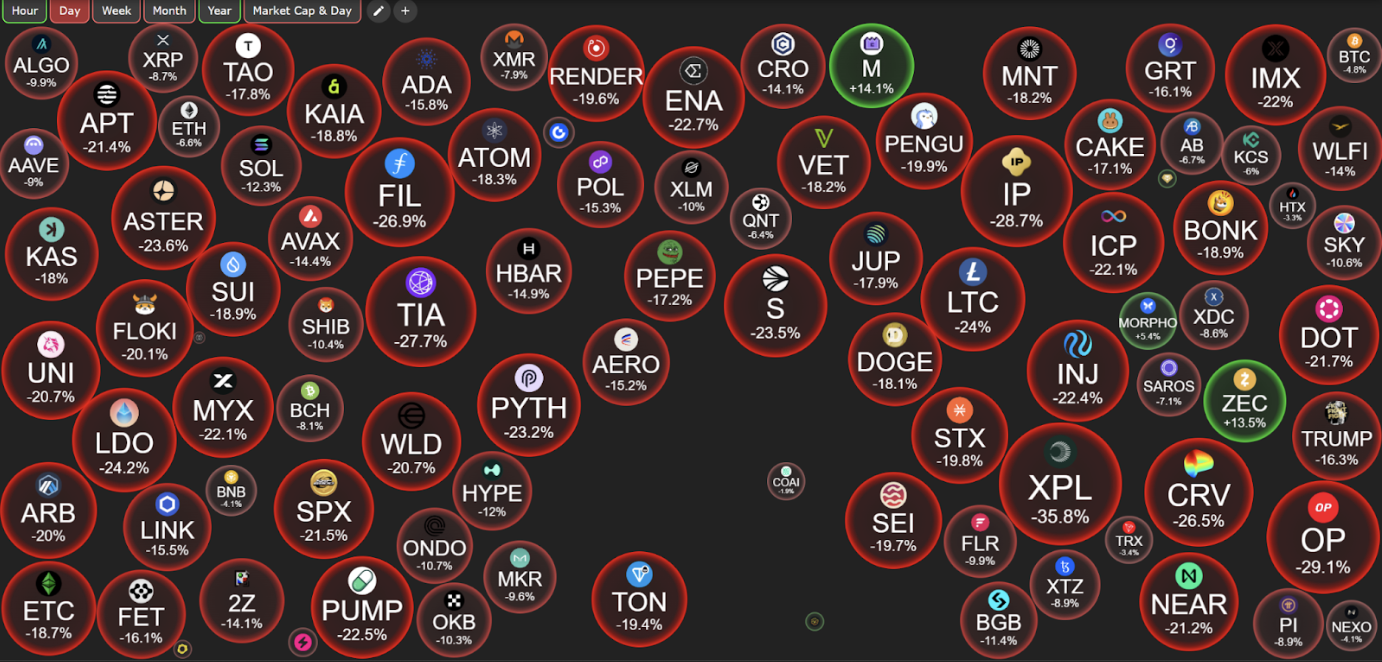 Hour Day Week Month Year Market Cap & Day +
ALGO
-9.9%
XRP
-8.7%
TAO
-17.8%
ADA
-15.8%
XMR
-7.9%
RENDER
-19.6%
ENA
-22.7%
CRO
-14.1%
M
+14.1%
MNT
-18.2%
GRT
-16.1%
IMX
-22%
BTC
-4.8%
APT
-21.4%
ETH
-6.6%
KAIA
-18.8%
AAVE
-9%
SOL
-12.3%
FIL
-26.9%
ATOM
-18.3%
POL
-15.3%
XLM
-10%
VET
-18.2%
PENGU
-19.9%
IP
IP
-28.7%
CAKE
-17.1%
AB
-6.7%
KCS
-6%
WLFI
-14%
ASTER
-23.6%
QNT
-6.4%
HTX
-3.3%
KAS
-18%
AVAX
-14.4%
HBAR
-14.9%
JUP
-17.9%
ICP
-22.1%
BONK
-18.9%
SKY
-10.6%
SUI
-18.9%
PEPE
-17.2%
S
-23.5%
LTC
-24%
FLOKI
-20.1%
SHIB
-10.4%
TIA
-27.7%
MORPHO
+5.4%
XDC
-8.6%
DOT
-21.7%
UNI
-20.7%
AERO
-15.2%
DOGE
-18.1%
INJ
-22.4%
SAROS
-7.1%
ZEC
+13.5%
MYX
-22.1%
BCH
-8.1%
PYTH
-23.2%
LDO
-24.2%
WLD
-20.7%
STX
-19.8%
TRUMP
-16.3%
ARB
-20%
BNB
-4.1%
SPX
-21.5%
HYPE
-12%
COAI
-1.9%
XPL
-35.8%
CRV
-26.5%
LINK
-15.5%
ONDO
-10.7%
SEI
-19.7%
FLR
-9.9%
TRX
-3.4%
OP
OP
-29.1%
ETC
-18.7%
FET
-16.1%
2Z
-14.1%
PUMP
-22.5%
OKB
-10.3%
MKR
-9.6%
TON
-19.4%
BGB
-11.4%
XTZ
-8.9%
NEAR
-21.2%
PI
-8.9%
NEXO
-4.1%